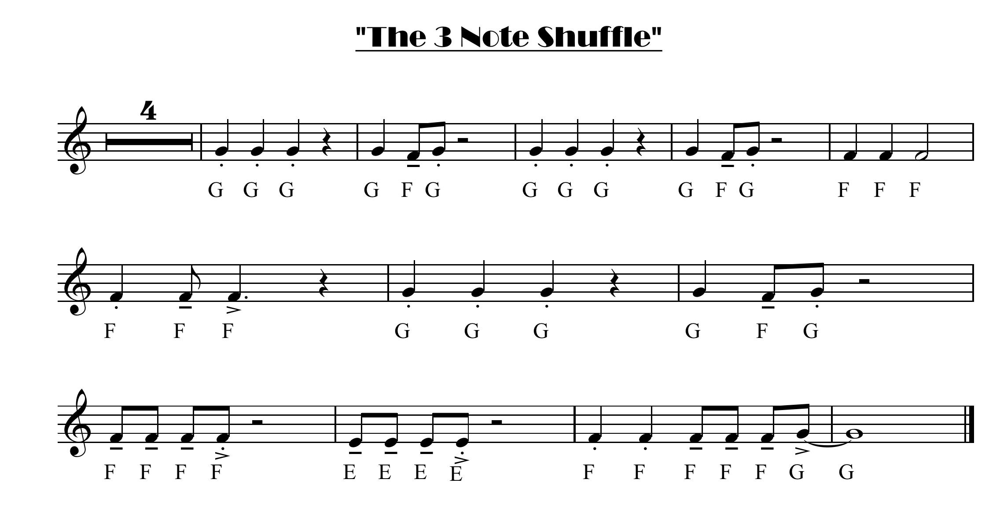 "The 3 Note Shuffle"
4
G G G G F G G G G G F G F F F
F F F G G G G F G
F F F F E E E E F F F F F G G